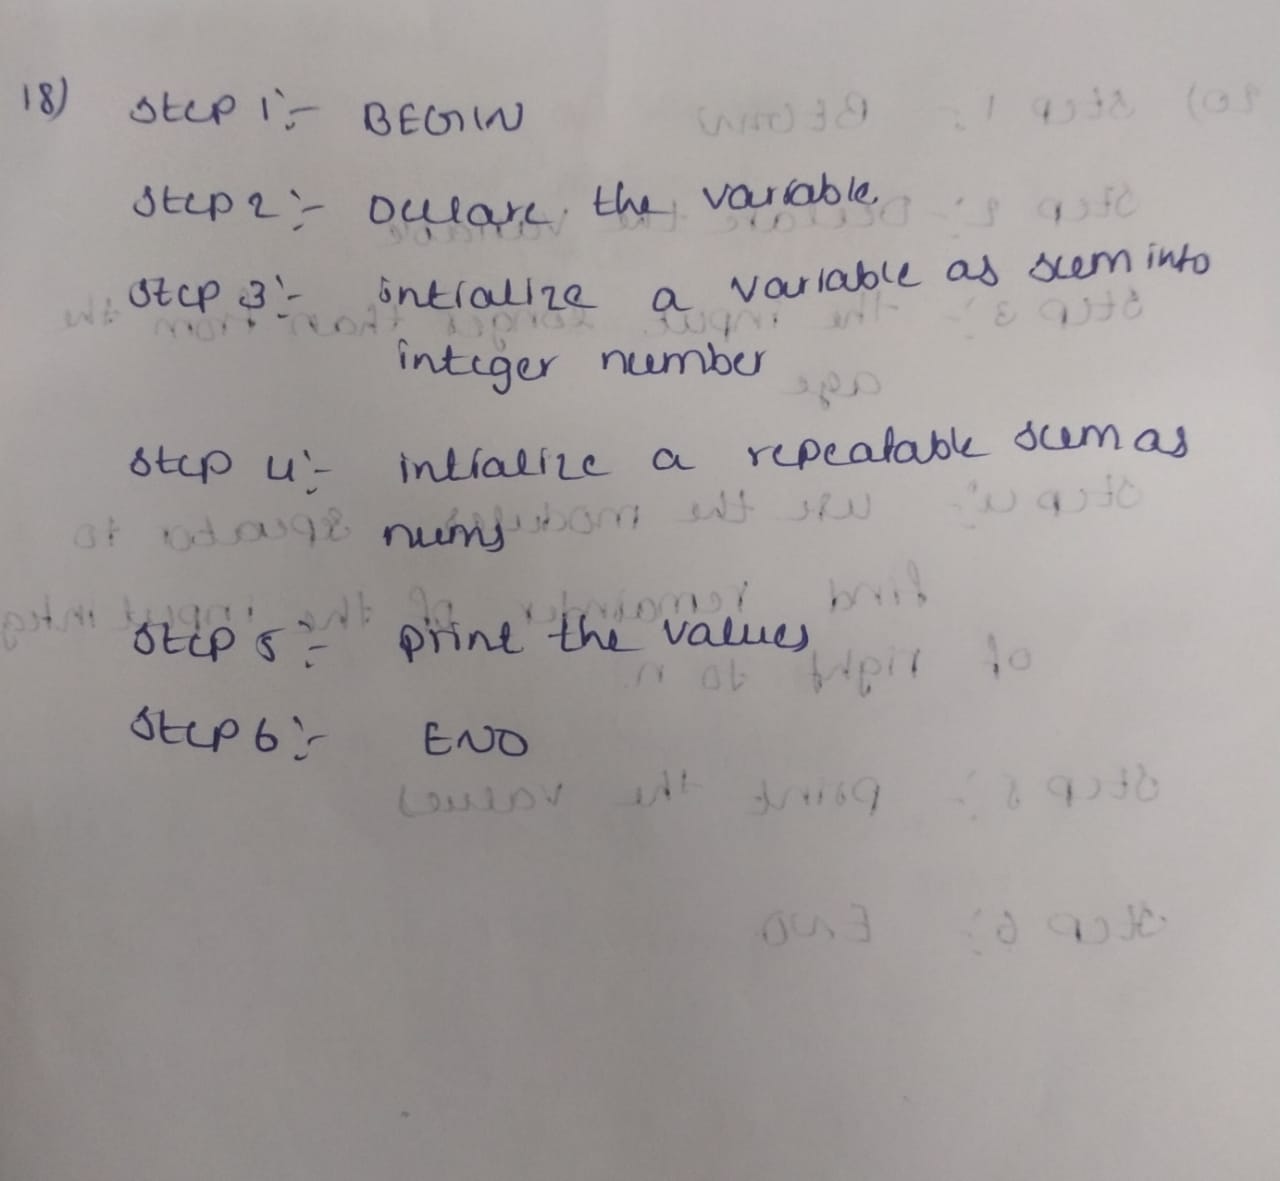 18) Step 1:- BEGIN
Step 2:- Declare the variable
Step 3:- intialize a variable as sum into
integer number
Step 4:- intialize a repeatable sum as
nums
Step 5:- print the values
Step 6:- END